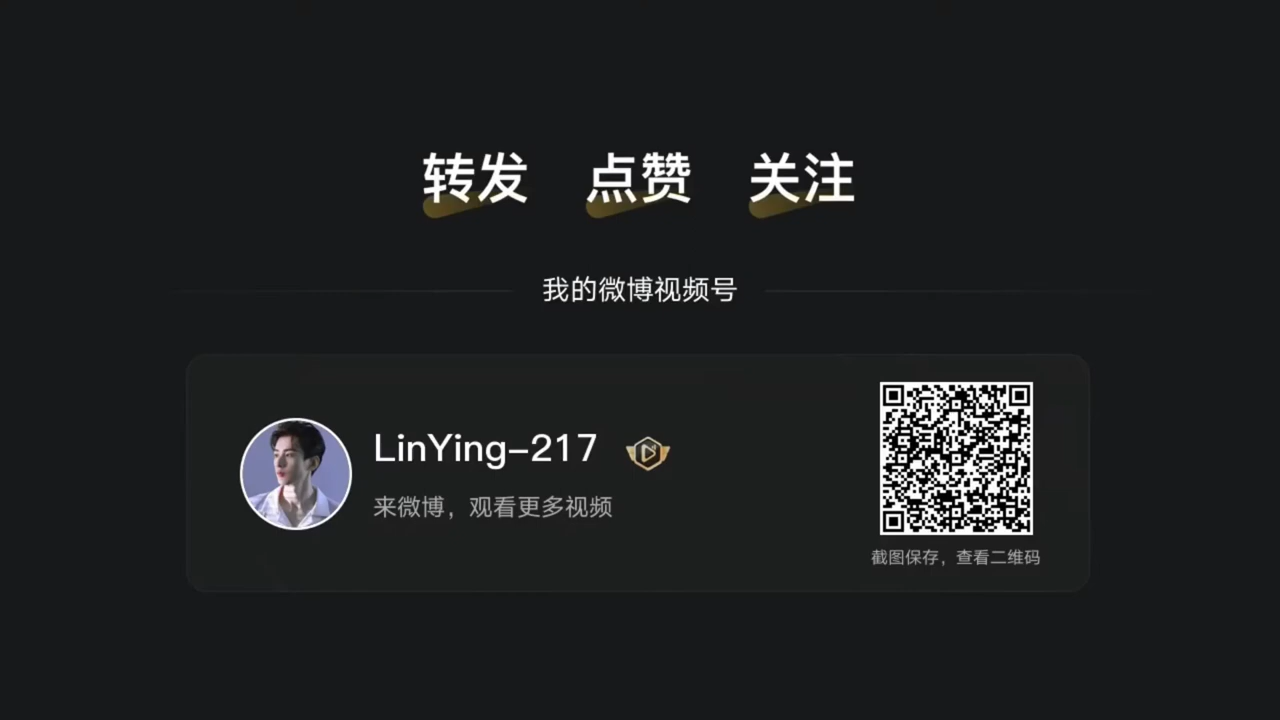 转发 点赞 关注
我的微博视频号
LinYing-217
来微博，观看更多视频
截图保存，查看二维码